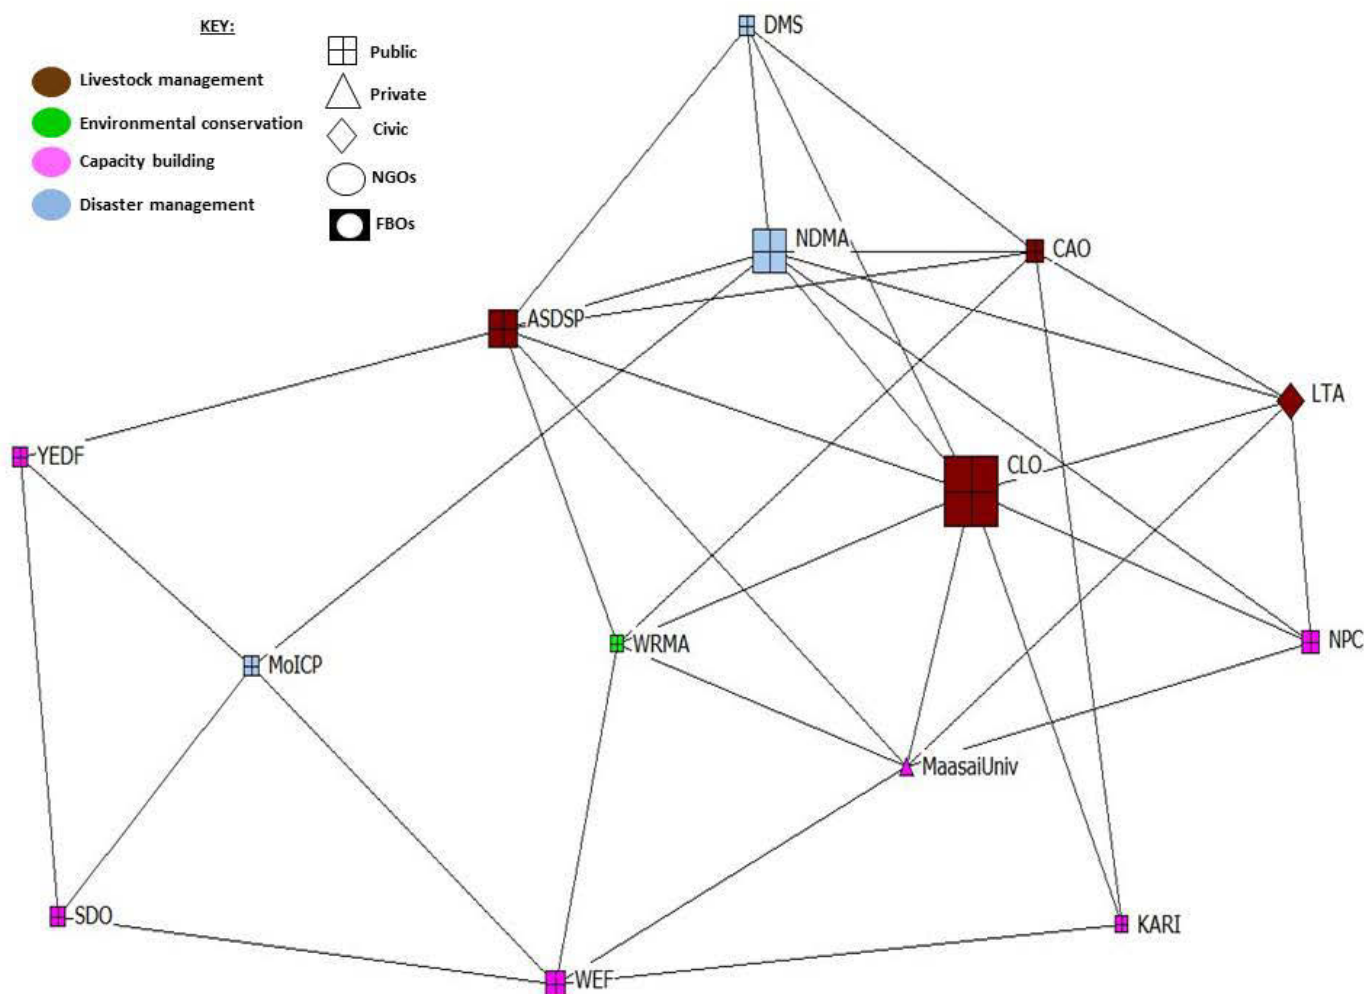 KEY:
Livestock management
Environmental conservation
Capacity building
Disaster management
Public
Private
Civic
NGOs
FBOs
DMS
NDMA
CAO
ASDSP
LTA
YEDF
CLO
WRMA
NPC
MoICP
MaasaiUniv
SDO
KARI
WEF